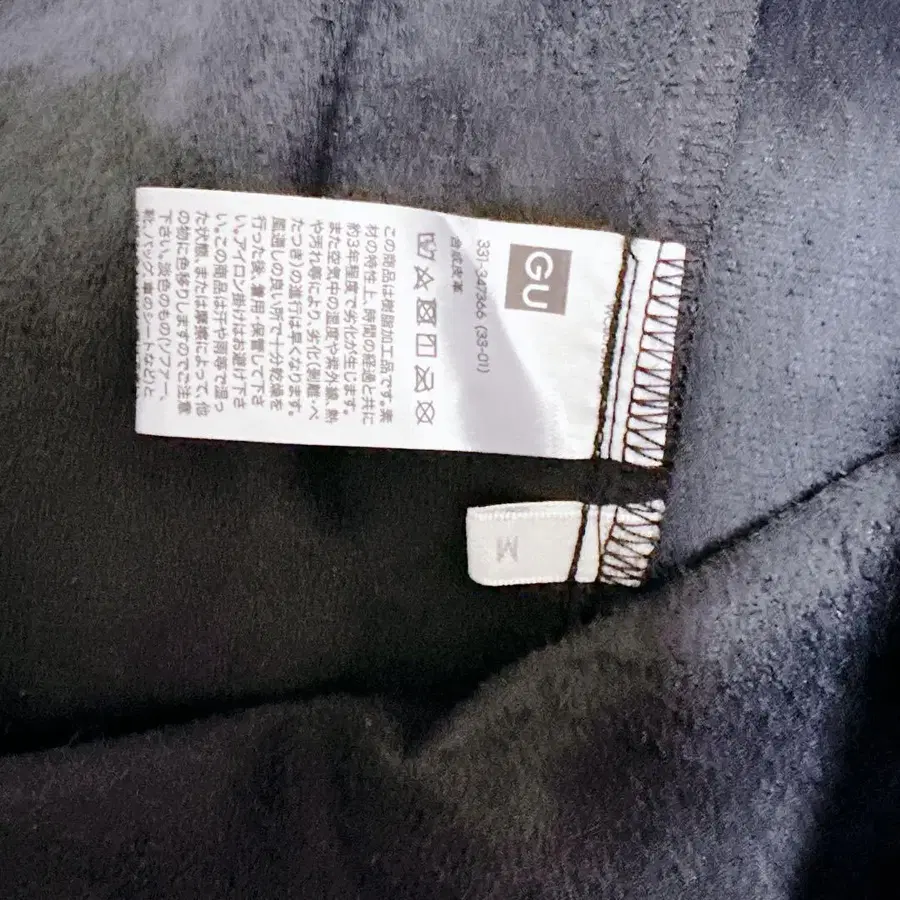 GU
331-347366 (33-01)
合成皮革
この商品は樹脂加工品です。素
材の特性上、時間の経過と共に
約3年程度で劣化が生じます。
また空気中の湿度や紫外線、熱
や汚れ等により、劣化(剥離・べ
たつき)の進行は早くなります。
風通しの良い所で十分乾燥を
行った後、着用・保管して下さ
い。アイロン掛けはお避け下さ
い。この商品は汗や雨等で湿っ
た状態、または摩擦によって、他
の物に色移りしますのでご注意
下さい。淡色のもの(ソファー、
靴、バッグ、車のシートなど)と
M